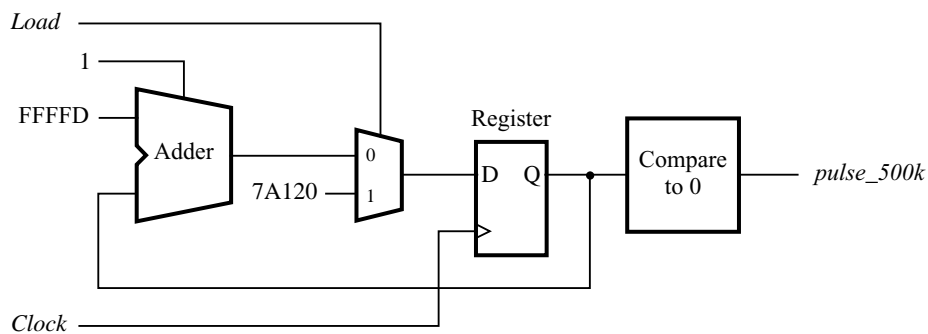 Load
1
FFFFD
Adder
0
7A120
1
Register
D
Q
Compare
to 0
pulse_500k
Clock